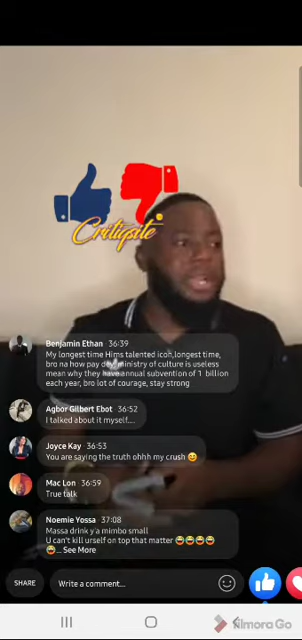 Critiqsite
Benjamin Ethan 36:39
My longest time Hims talented icon,longest time,
bro na how pay de ministry of culture is useless
mean why they have annual subvention of 1 billion
each year, bro lot of courage, stay strong
Agbor Gilbert Ebot 36:52
I talked about it myself....
Joyce Kay 36:53
You are saying the truth ohhh my crush 😊
Mac Lon 36:59
True talk
Noemie Yossa 37:08
Massa drink y'a mimbo small
U can't kill urself on top that matter 😂😂😂😂
😂... See More
SHARE
Write a comment...
Filmora Go